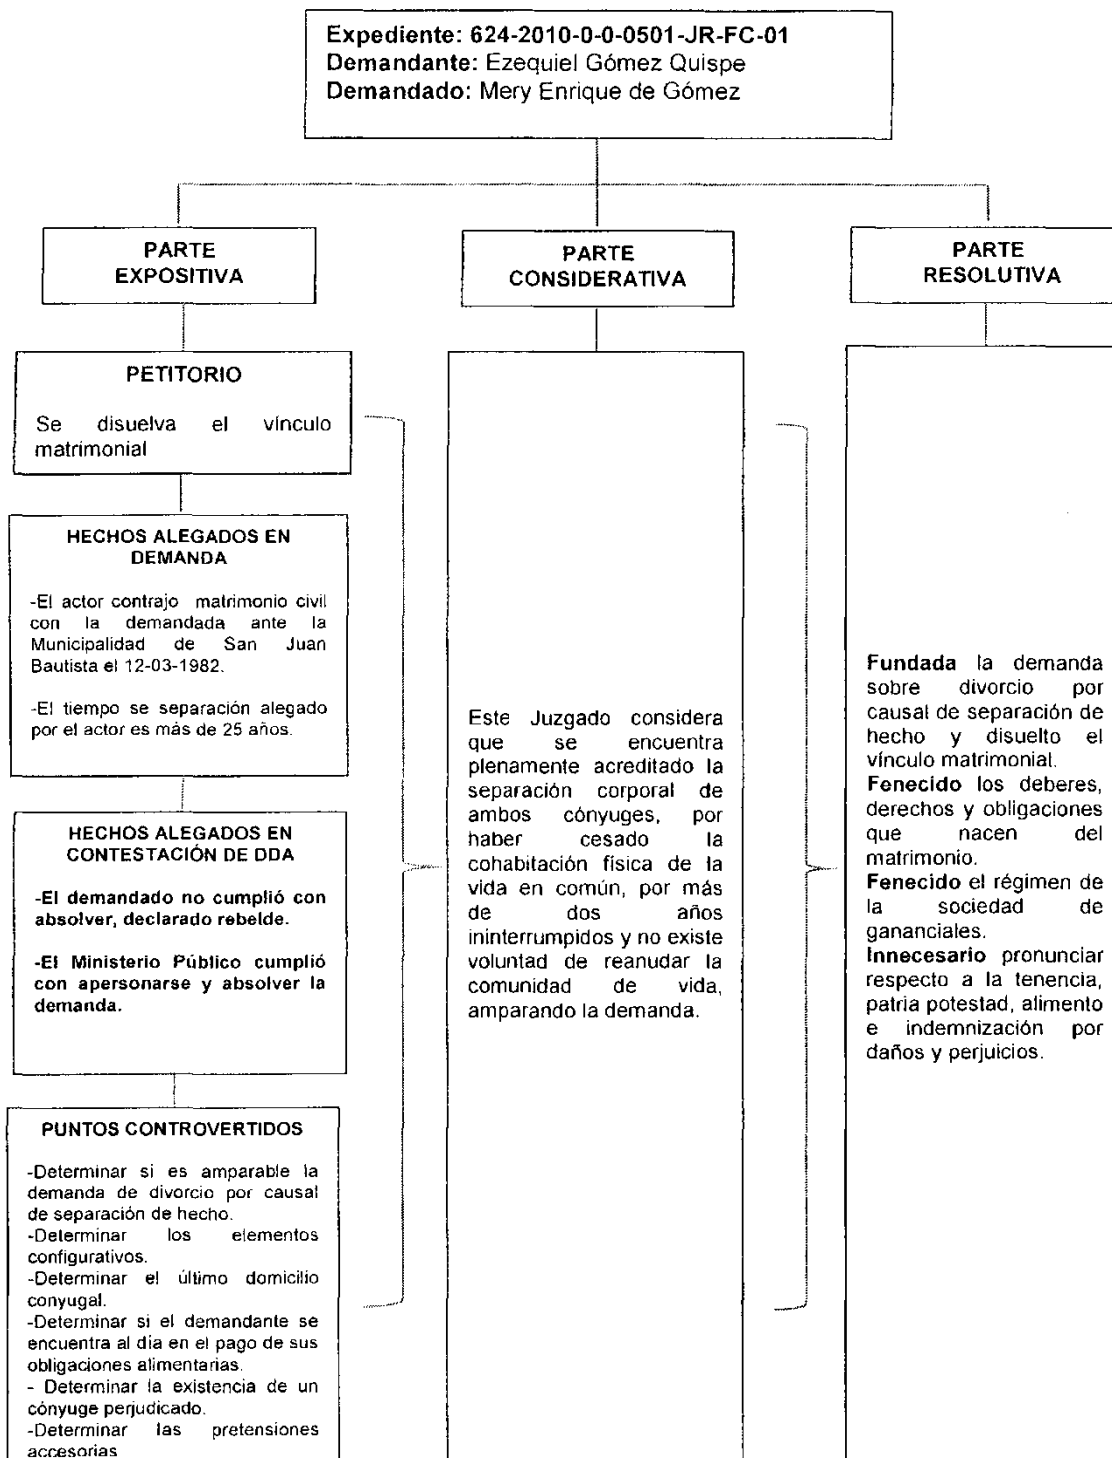 Expediente: 624-2010-0-0-0501-JR-FC-01
Demandante: Ezequiel Gómez Quispe
Demandado: Mery Enrique de Gómez
PARTE
EXPOSITIVA
PETITORIO
Se disuelva el vínculo
matrimonial
HECHOS ALEGADOS EN
DEMANDA
-El actor contrajo matrimonio civil
con la demandada ante la
Municipalidad de San Juan
Bautista el 12-03-1982.
-El tiempo se separación alegado
por el actor es más de 25 años.
HECHOS ALEGADOS EN
CONTESTACIÓN DE DDA
-El demandado no cumplió con
absolver, declarado rebelde.
-El Ministerio Público cumplió
con apersonarse y absolver la
demanda.
PUNTOS CONTROVERTIDOS
-Determinar si es amparable la
demanda de divorcio por causal
de separación de hecho.
-Determinar los elementos
configurativos.
-Determinar el último domicilio
conyugal.
-Determinar si el demandante se
encuentra al día en el pago de sus
obligaciones alimentarias.
- Determinar la existencia de un
cónyuge perjudicado.
-Determinar las pretensiones
accesorias
PARTE
CONSIDERATIVA
Este Juzgado considera
que se encuentra
plenamente acreditado la
separación corporal de
ambos cónyuges, por
haber cesado la
cohabitación física de la
vida en común, por más
de dos años
ininterrumpidos y no existe
voluntad de reanudar la
comunidad de vida,
amparando la demanda.
PARTE
RESOLUTIVA
Fundada la demanda
sobre divorcio por
causal de separación de
hecho y disuelto el
vínculo matrimonial.
Fenecido los deberes,
derechos y obligaciones
que nacen del
matrimonio.
Fenecido el régimen de
la sociedad de
gananciales.
Innecesario pronunciar
respecto a la tenencia,
patria potestad, alimento
e indemnización por
daños y perjuicios.